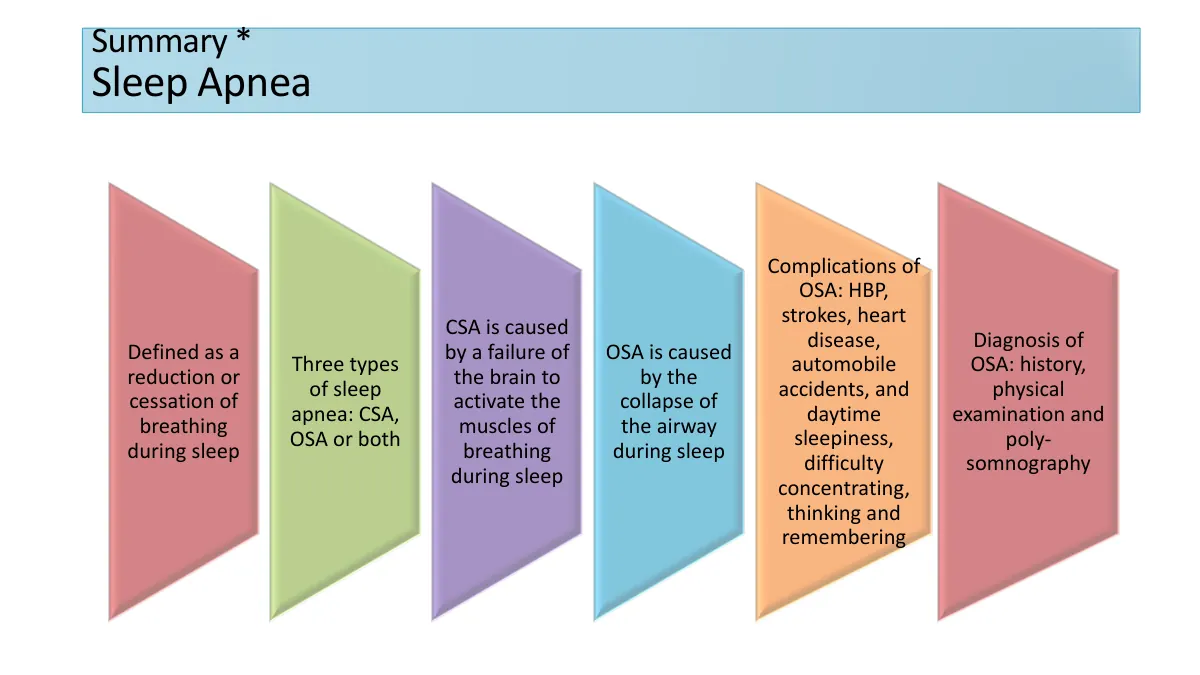 Summary *
Sleep Apnea
Defined as a
reduction or
cessation of
breathing
during sleep
Three types
of sleep
apnea: CSA,
OSA or both
CSA is caused
by a failure of
the brain to
activate the
muscles of
breathing
during sleep
OSA is caused
by the
collapse of
the airway
during sleep
Complications of
OSA: HBP,
strokes, heart
disease,
automobile
accidents, and
daytime
sleepiness,
difficulty
concentrating,
thinking and
remembering
Diagnosis of
OSA: history,
physical
examination and
poly-
somnography